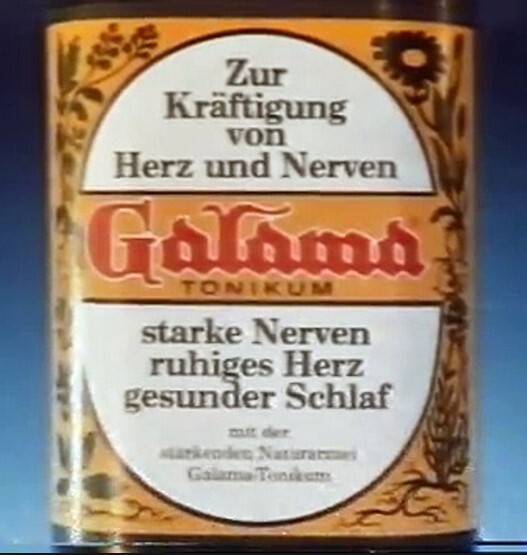 Zur
Kräftigung
von
Herz und Nerven
Galama
TONIKUM
starke Nerven
ruhiges Herz
gesunder Schlaf
mit der
stärkenden Naturarznei
Galama-Tonikum